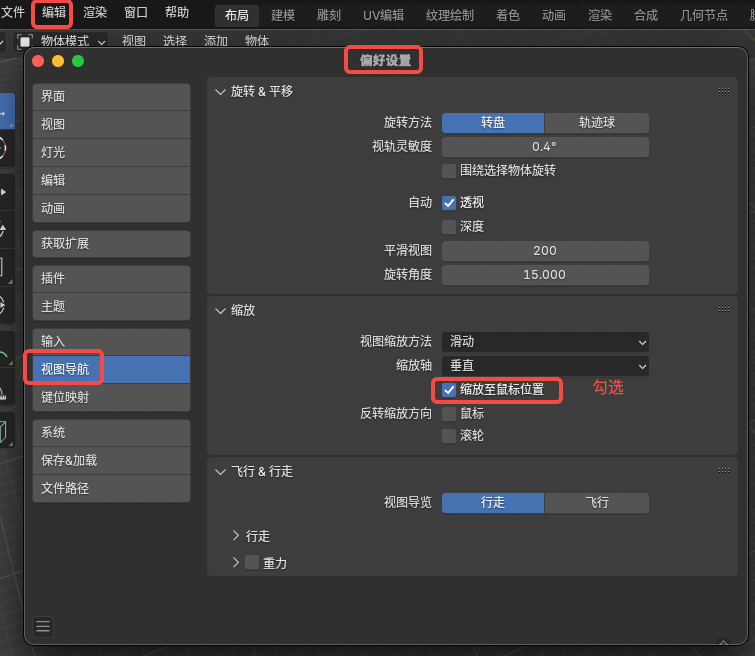 文件 编辑 渲染 窗口 帮助 布局 建模 雕刻 UV编辑 纹理绘制 着色 动画 渲染 合成 几何节点
物体模式 视图 选择 添加 物体
偏好设置
界面
视图
灯光
编辑
动画
获取扩展
插件
主题
输入
视图导航
键位映射
系统
保存&加载
文件路径
旋转 & 平移
旋转方法 转盘 轨迹球
视轨灵敏度 0.4°
围绕选择物体旋转
自动 透视
深度
平滑视图 200
旋转角度 15.000
缩放
视图缩放方法 滑动
缩放轴 垂直
缩放至鼠标位置 勾选
反转缩放方向 鼠标
滚轮
飞行 & 行走
视图导览 行走 飞行
行走
重力